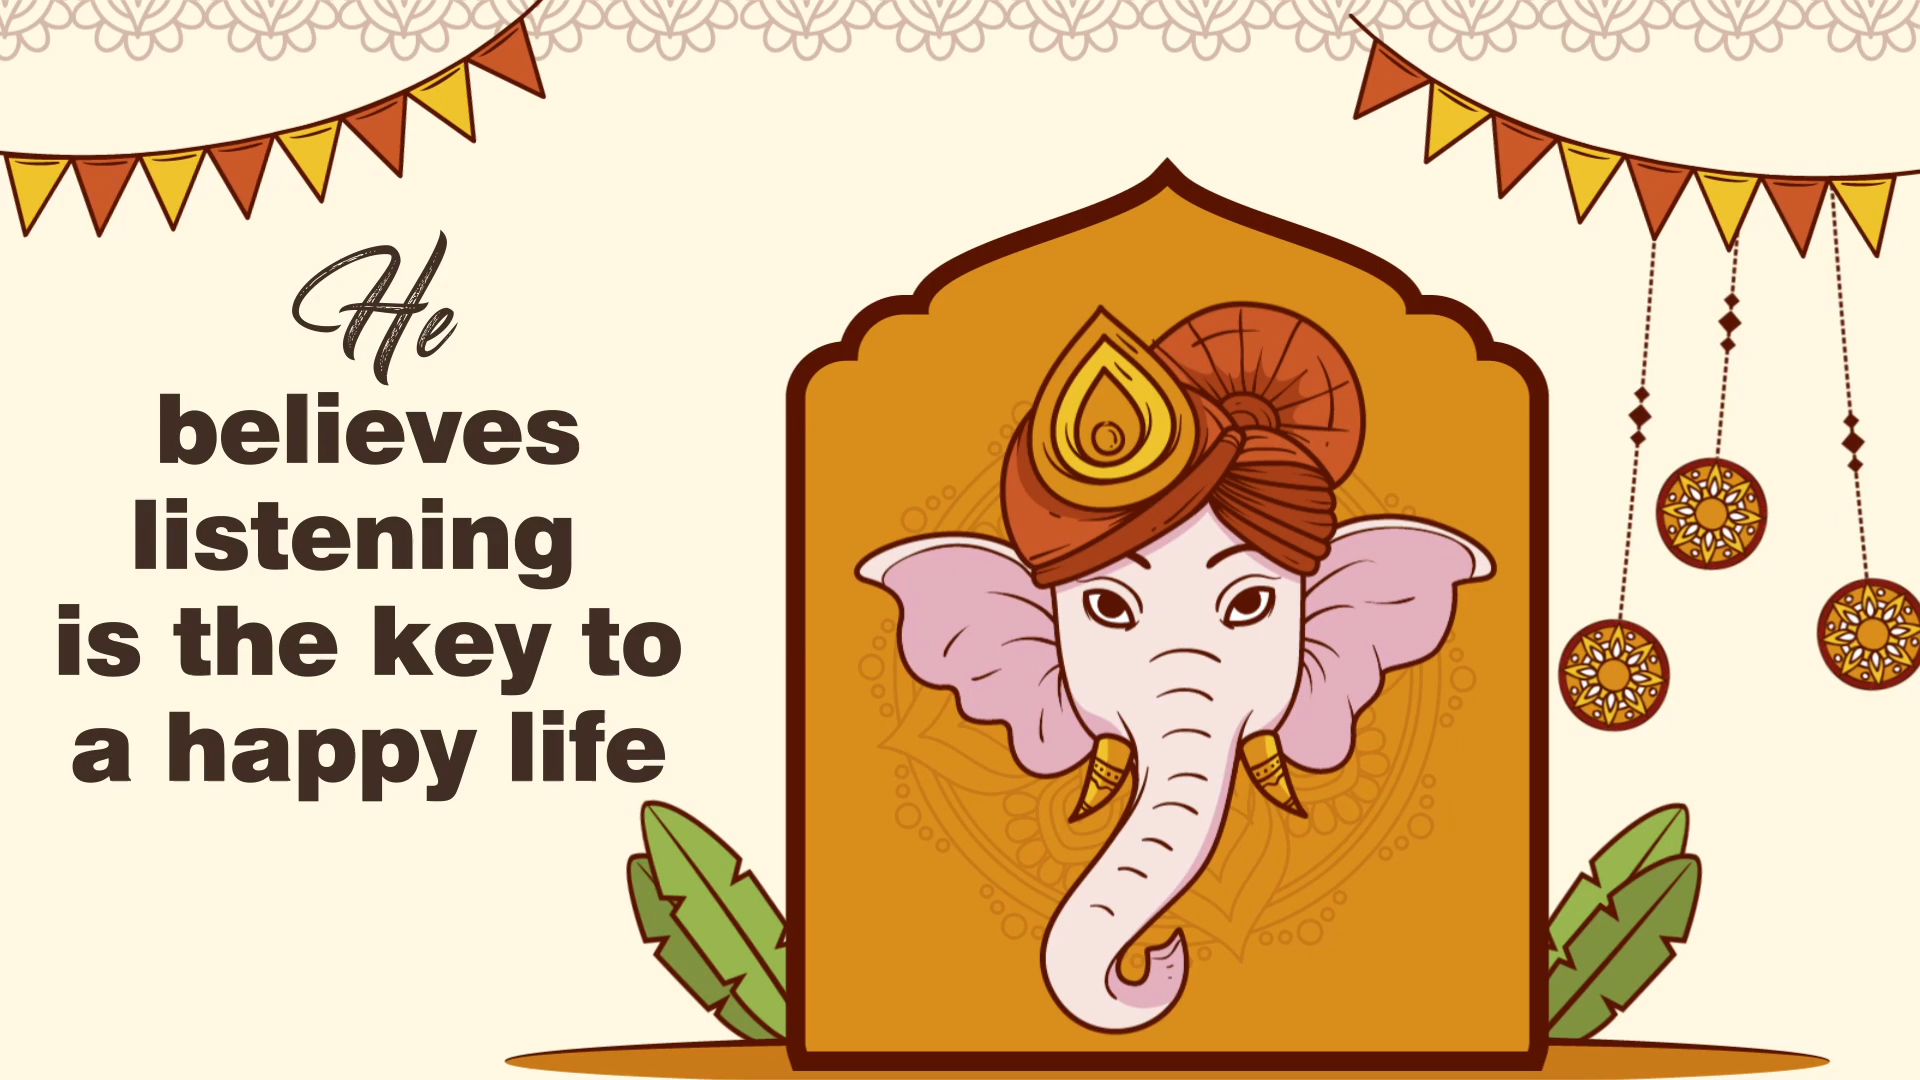 He
believes
listening
is the key to
a happy life